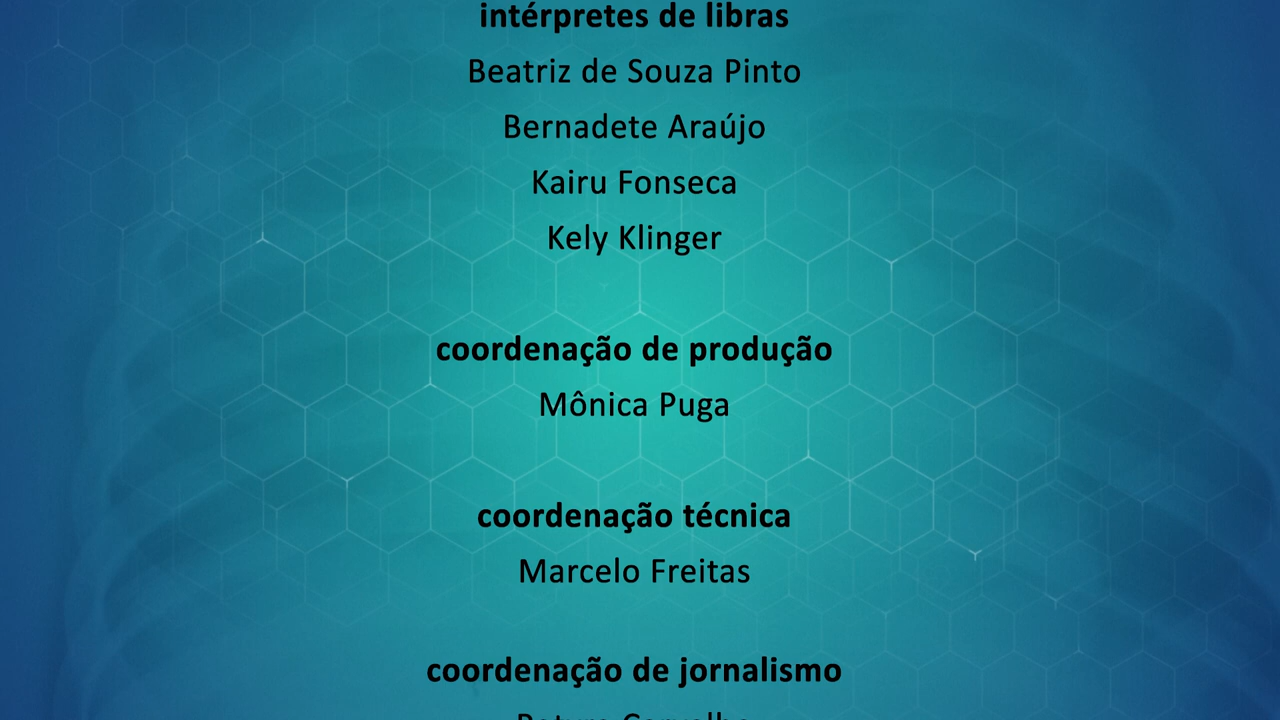 intérpretes de libras
Beatriz de Souza Pinto
Bernadete Araújo
Kairu Fonseca
Kely Klinger
coordenação de produção
Mônica Puga
coordenação técnica
Marcelo Freitas
coordenação de jornalismo